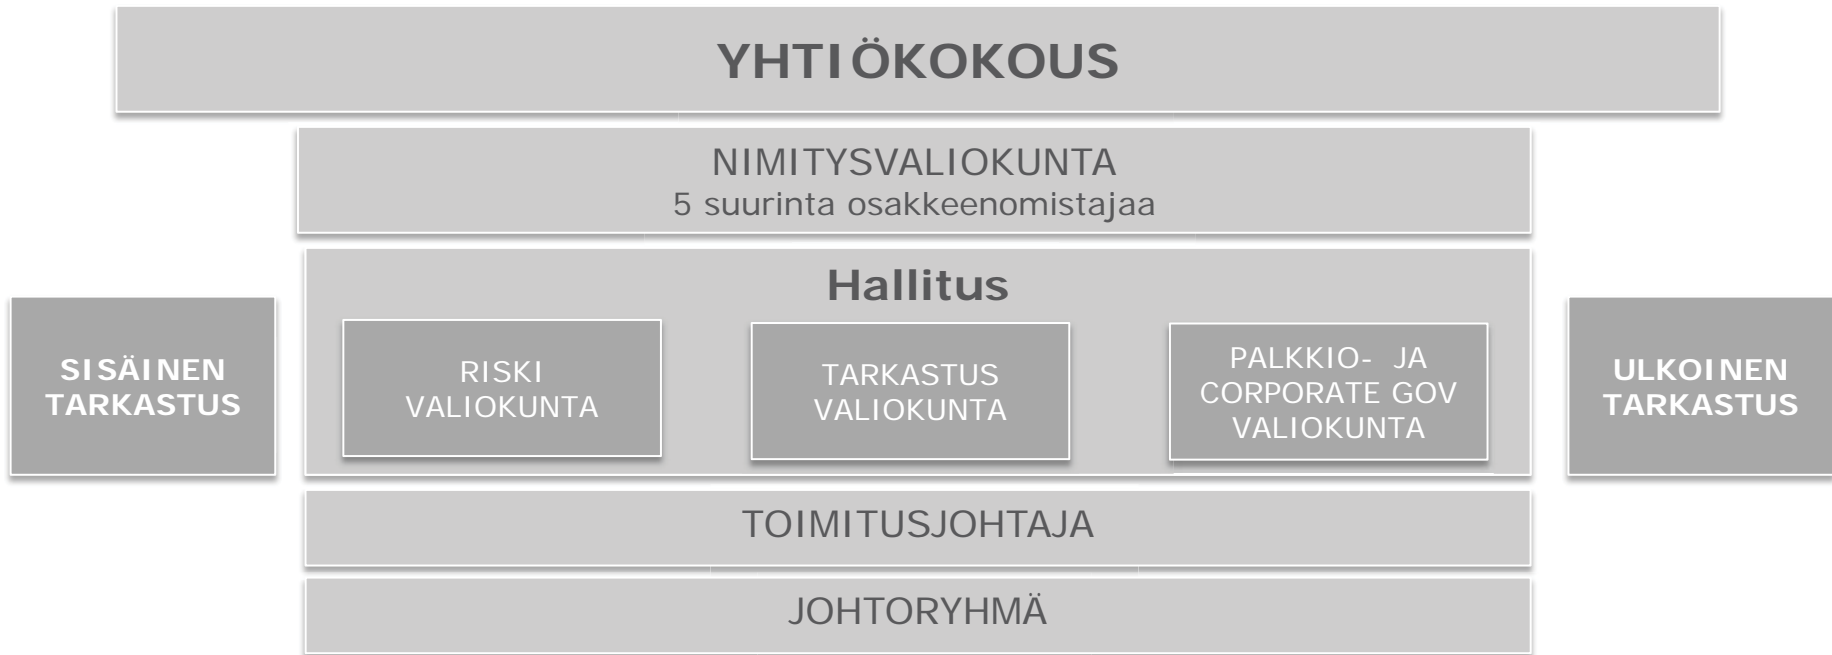 YHTIÖKOKOUS
NIMITYSVALIOKUNTA
5 suurinta osakkeenomistajaa
Hallitus
SISÄINEN
TARKASTUS
RISKI
VALIOKUNTA
TARKASTUS
VALIOKUNTA
PALKKIO- JA
CORPORATE GOV
VALIOKUNTA
ULKOINEN
TARKASTUS
TOIMITUSJOHTAJA
JOHTORYHMÄ